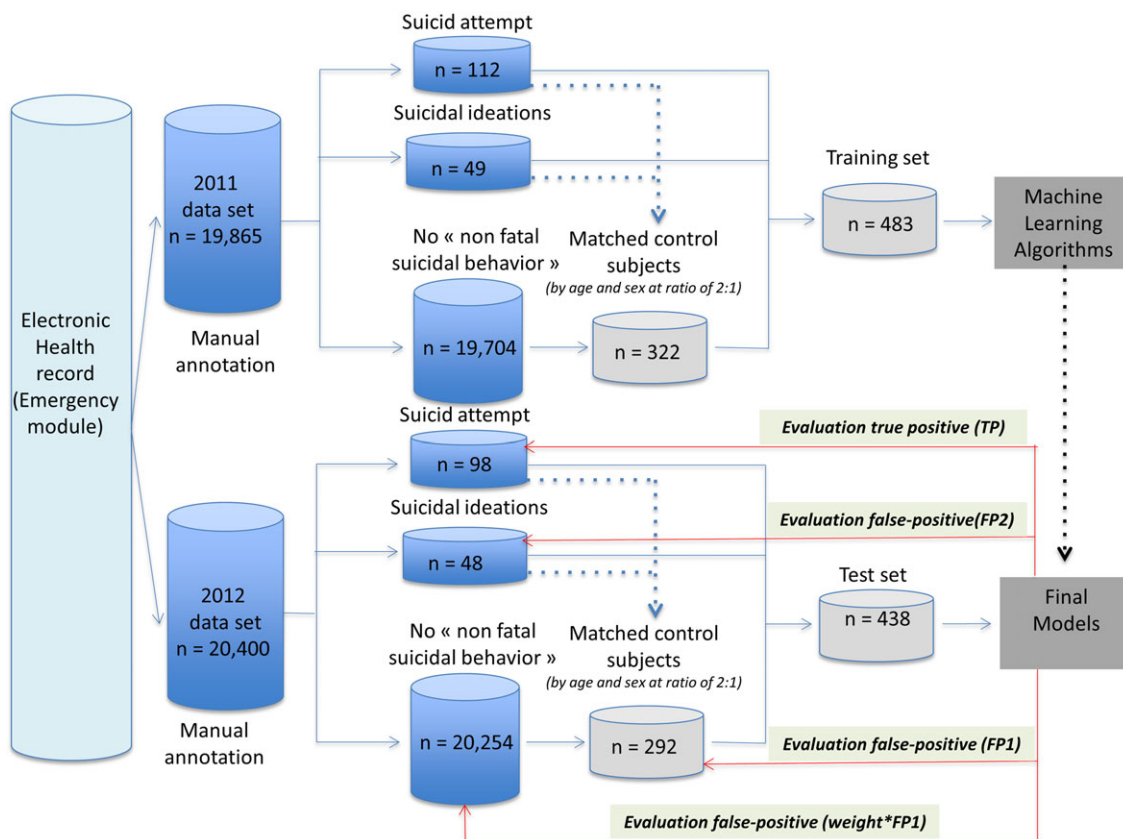 Electronic
Health
record
(Emergency
module)
2011
data set
n = 19,865
Manual
annotation
Suicid attempt
n = 112
Suicidal ideations
n = 49
No « non fatal
suicidal behavior »
n = 19,704
Matched control
subjects
(by age and sex at ratio of 2:1)
n = 322
Training set
n = 483
Machine
Learning
Algorithms
2012
data set
n = 20,400
Manual
annotation
Suicid attempt
n = 98
Suicidal ideations
n = 48
No « non fatal
suicidal behavior »
n = 20,254
Matched control
subjects
(by age and sex at ratio of 2:1)
n = 292
Test set
n = 438
Final
Models
Evaluation true positive (TP)
Evaluation false-positive(FP2)
Evaluation false-positive (FP1)
Evaluation false-positive (weight*FP1)